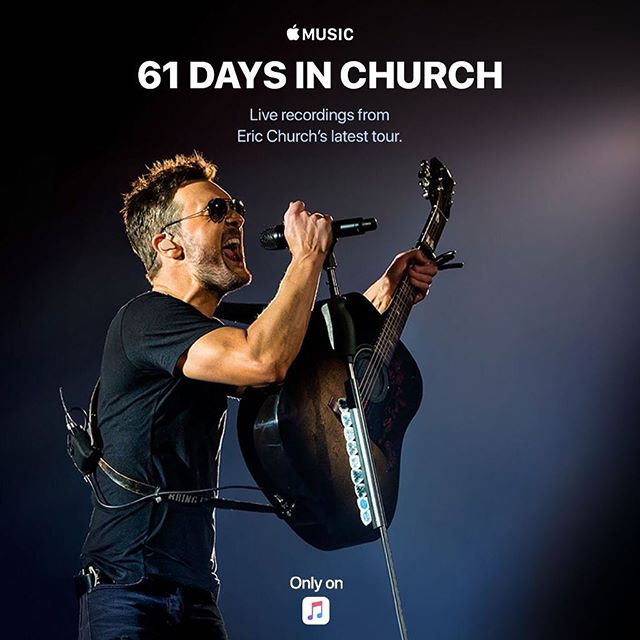 MUSIC
61 DAYS IN CHURCH
Live recordings from
Eric Church's latest tour.
Only on